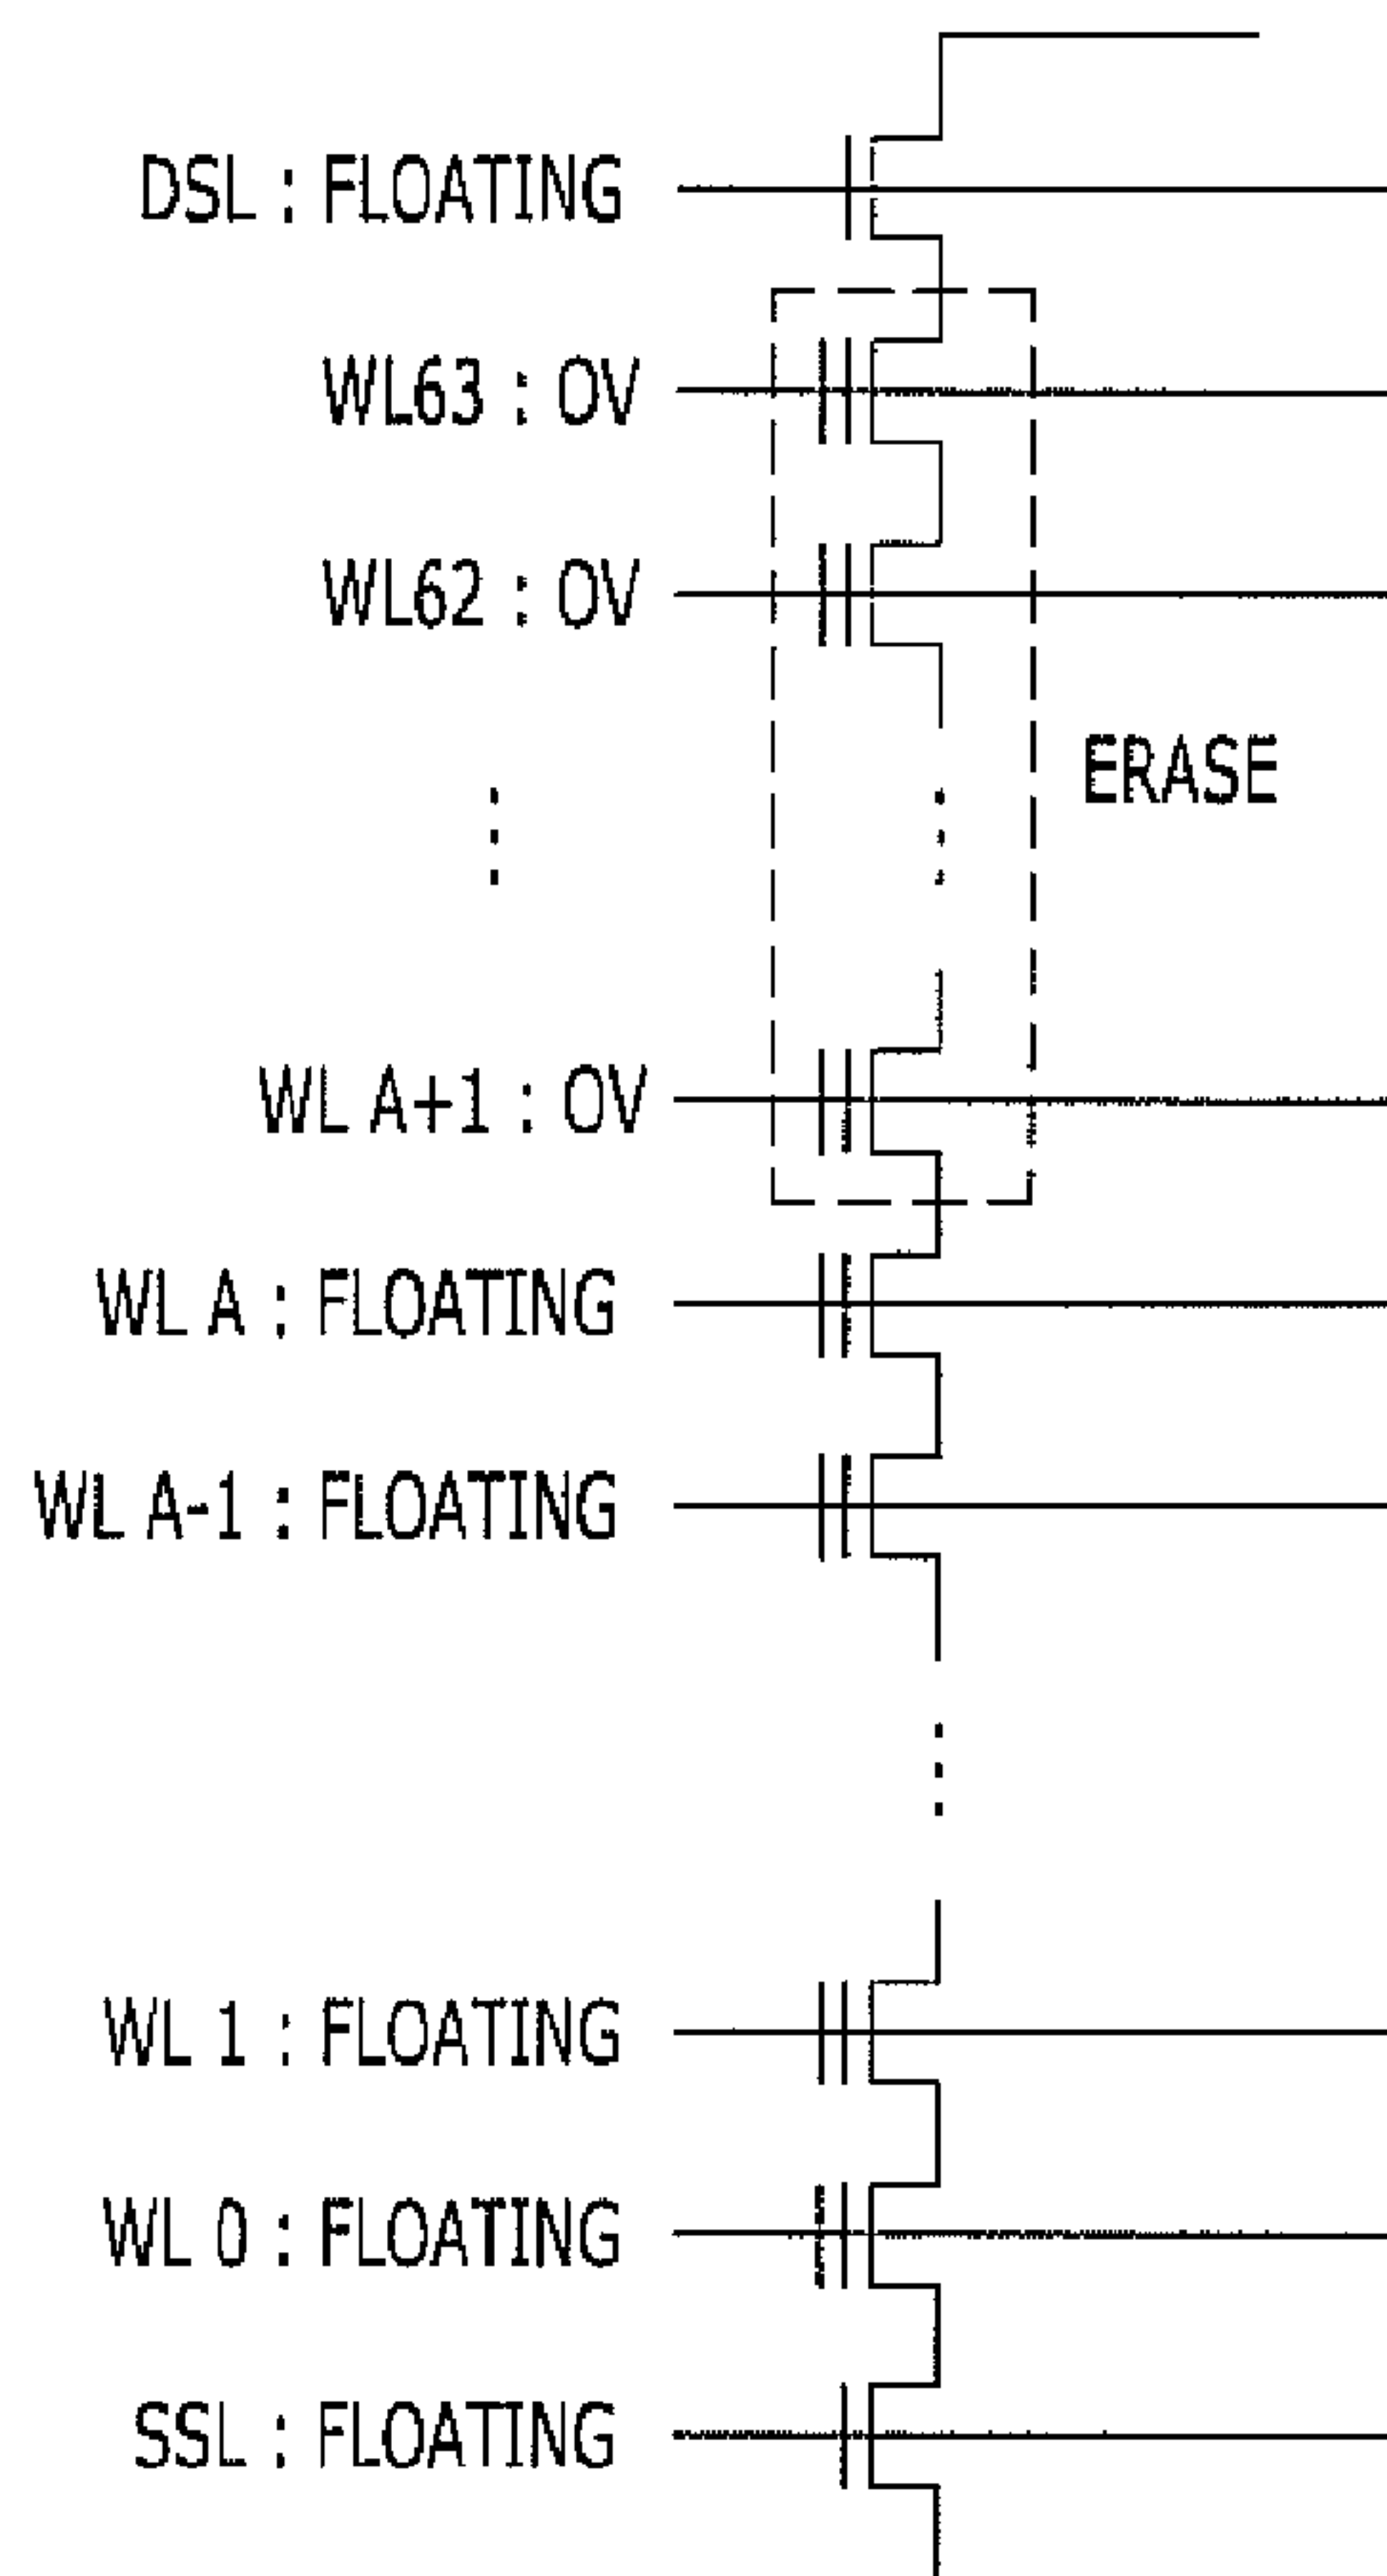 DSL : FLOATING
WL63 : 0V
WL62 : 0V
ERASE
WL A+1 : 0V
WL A : FLOATING
WL A-1 : FLOATING
WL 1 : FLOATING
WL 0 : FLOATING
SSL : FLOATING